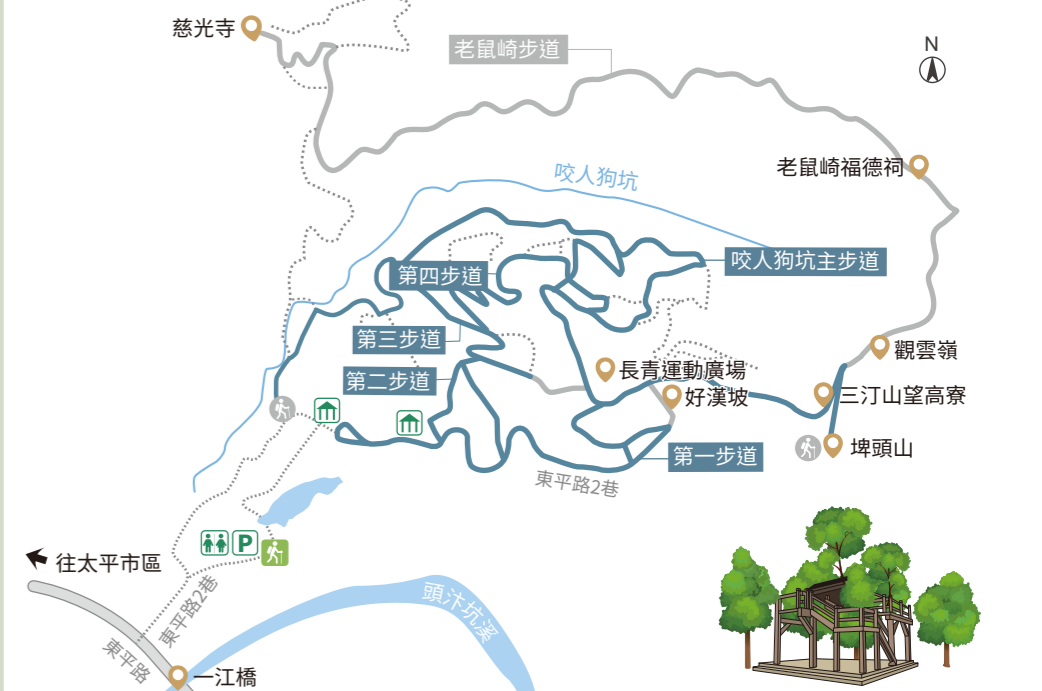 慈光寺
老鼠崎步道
N
老鼠崎福德祠
咬人狗坑
咬人狗坑主步道
第四步道
第三步道
觀雲嶺
長青運動廣場
第二步道
好漢坡
三汀山望高寮
埤頭山
第一步道
東平路2巷
P
往太平市區
東平路2巷
頭汴坑溪
東平路
一江橋